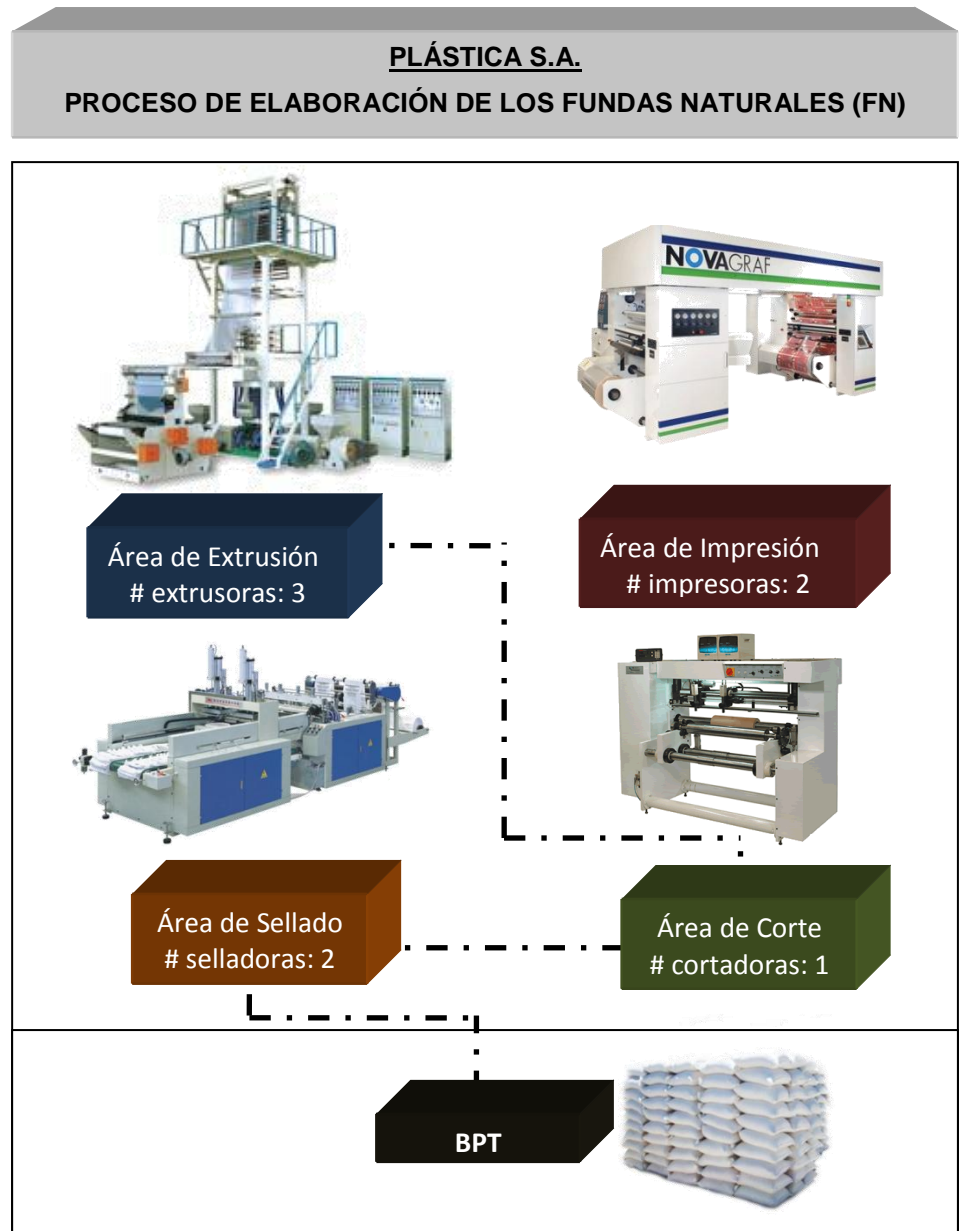 PLÁSTICA S.A.
PROCESO DE ELABORACIÓN DE LOS FUNDAS NATURALES (FN)
NOVAGRAF
Área de Extrusión
# extrusoras: 3
Área de Impresión
# impresoras: 2
Área de Sellado
# selladoras: 2
Área de Corte
# cortadoras: 1
BPT